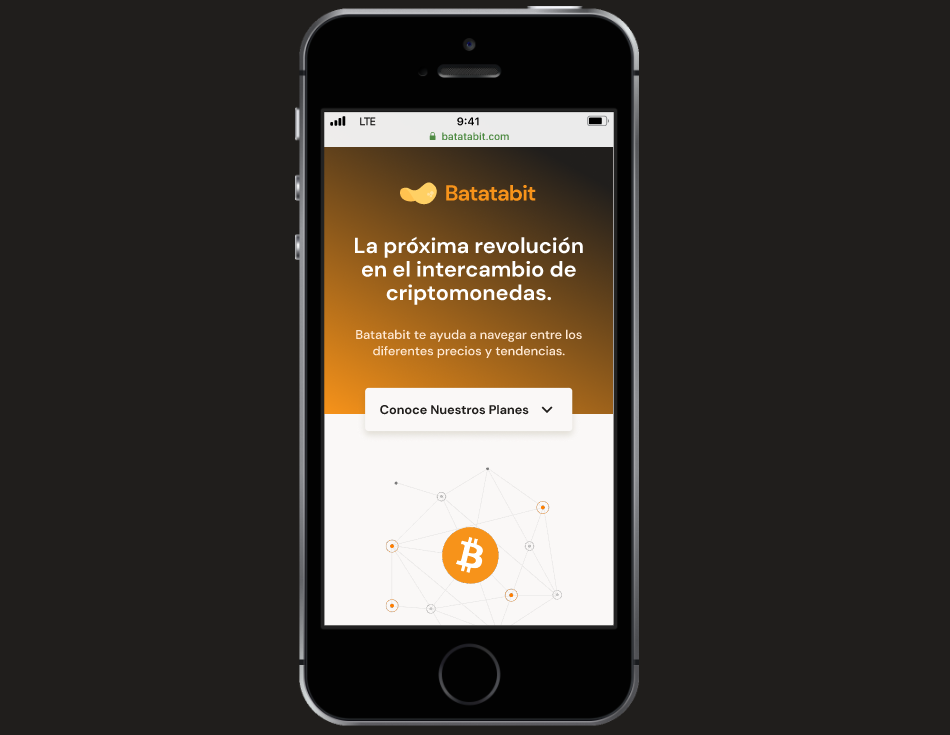 LTE 9:41
batatabit.com
Batatabit
La próxima revolución
en el intercambio de
criptomonedas.
Batatabit te ayuda a navegar entre los
diferentes precios y tendencias.
Conoce Nuestros Planes